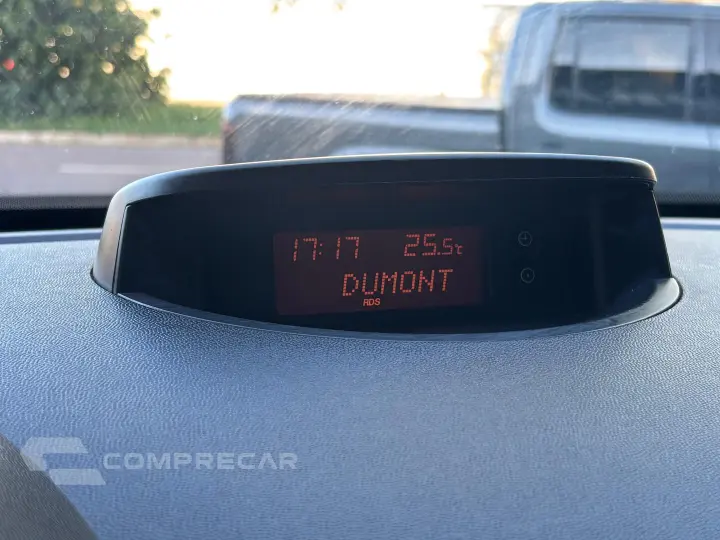 17:17 25.5℃
DUMONT
RDS
COMPRECAR